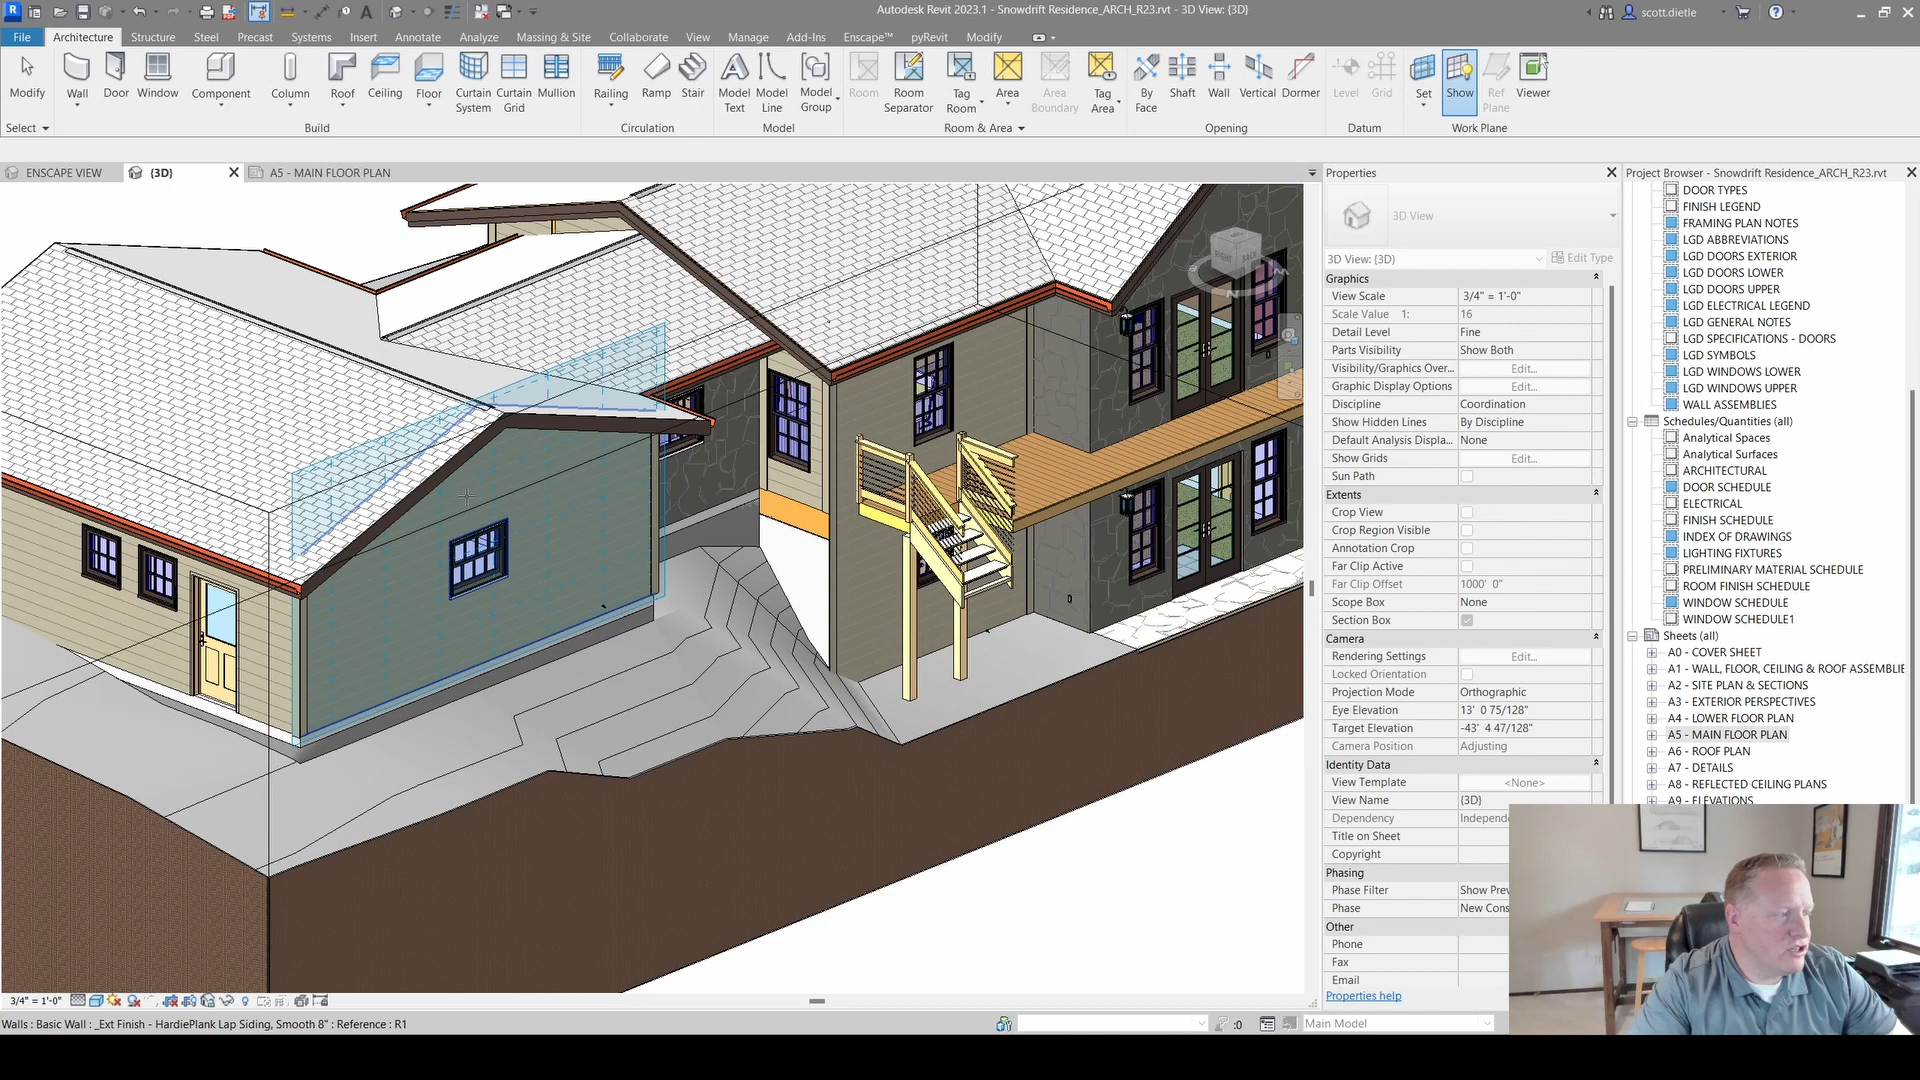 Autodesk Revit 2023.1 - Snowdrift Residence_ARCH_R23.rvt - 3D View: {3D}
scott.dietle
File Architecture Structure Steel Precast Systems Insert Annotate Analyze Massing & Site Collaborate View Manage Add-Ins Enscape™ pyRevit Modify
Modify Wall Door Window Component Column Roof Ceiling Floor Curtain System Curtain Grid Mullion Railing Ramp Stair Model Text Model Line Model Group Room Room Separator Tag Room Area Area Boundary Tag Area By Face Shaft Wall Vertical Dormer Level Grid Set Show Ref Plane Viewer
Select Build Circulation Model Room & Area Opening Datum Work Plane
ENSCAPE VIEW {3D} A5 - MAIN FLOOR PLAN
Properties
3D View
3D View: {3D} Edit Type
Graphics
View Scale 3/4" = 1'-0"
Scale Value 1: 16
Detail Level Fine
Parts Visibility Show Both
Visibility/Graphics Over... Edit...
Graphic Display Options Edit...
Discipline Coordination
Show Hidden Lines By Discipline
Default Analysis Displa... None
Show Grids Edit...
Sun Path
Extents
Crop View
Crop Region Visible
Annotation Crop
Far Clip Active
Far Clip Offset 1000' 0"
Scope Box None
Section Box
Camera
Rendering Settings Edit...
Locked Orientation
Projection Mode Orthographic
Eye Elevation 13' 0 75/128"
Target Elevation -43' 4 47/128"
Camera Position Adjusting
Identity Data
View Template <None>
View Name {3D}
Dependency Independ
Title on Sheet
Copyright
Phasing
Phase Filter Show Prev
Phase New Cons
Other
Phone
Fax
Email
Properties help
Project Browser - Snowdrift Residence_ARCH_R23.rvt
DOOR TYPES
FINISH LEGEND
FRAMING PLAN NOTES
LGD ABBREVIATIONS
LGD DOORS EXTERIOR
LGD DOORS LOWER
LGD DOORS UPPER
LGD ELECTRICAL LEGEND
LGD GENERAL NOTES
LGD SPECIFICATIONS - DOORS
LGD SYMBOLS
LGD WINDOWS LOWER
LGD WINDOWS UPPER
WALL ASSEMBLIES
Schedules/Quantities (all)
Analytical Spaces
Analytical Surfaces
ARCHITECTURAL
DOOR SCHEDULE
ELECTRICAL
FINISH SCHEDULE
INDEX OF DRAWINGS
LIGHTING FIXTURES
PRELIMINARY MATERIAL SCHEDULE
ROOM FINISH SCHEDULE
WINDOW SCHEDULE
WINDOW SCHEDULE1
Sheets (all)
A0 - COVER SHEET
A1 - WALL, FLOOR, CEILING & ROOF ASSEMBLIE
A2 - SITE PLAN & SECTIONS
A3 - EXTERIOR PERSPECTIVES
A4 - LOWER FLOOR PLAN
A5 - MAIN FLOOR PLAN
A6 - ROOF PLAN
A7 - DETAILS
A8 - REFLECTED CEILING PLANS
A9 - ELEVATIONS
RIGHT BACK
3/4" = 1'-0"
Walls : Basic Wall : _Ext Finish - HardiePlank Lap Siding, Smooth 8" : Reference : R1
:0 Main Model